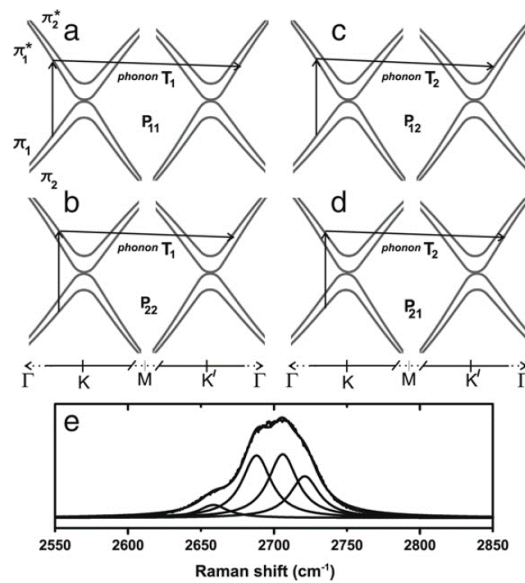 π₂*
a
c
π₁*
phonon T₁
phonon T₂
P₁₁
P₁₂
π₁
π₂
b
d
phonon T₁
phonon T₂
P₂₂
P₂₁
Γ K M K′ Γ Γ K M K′ Γ
e
2550 2600 2650 2700 2750 2800 2850
Raman shift (cm⁻¹)